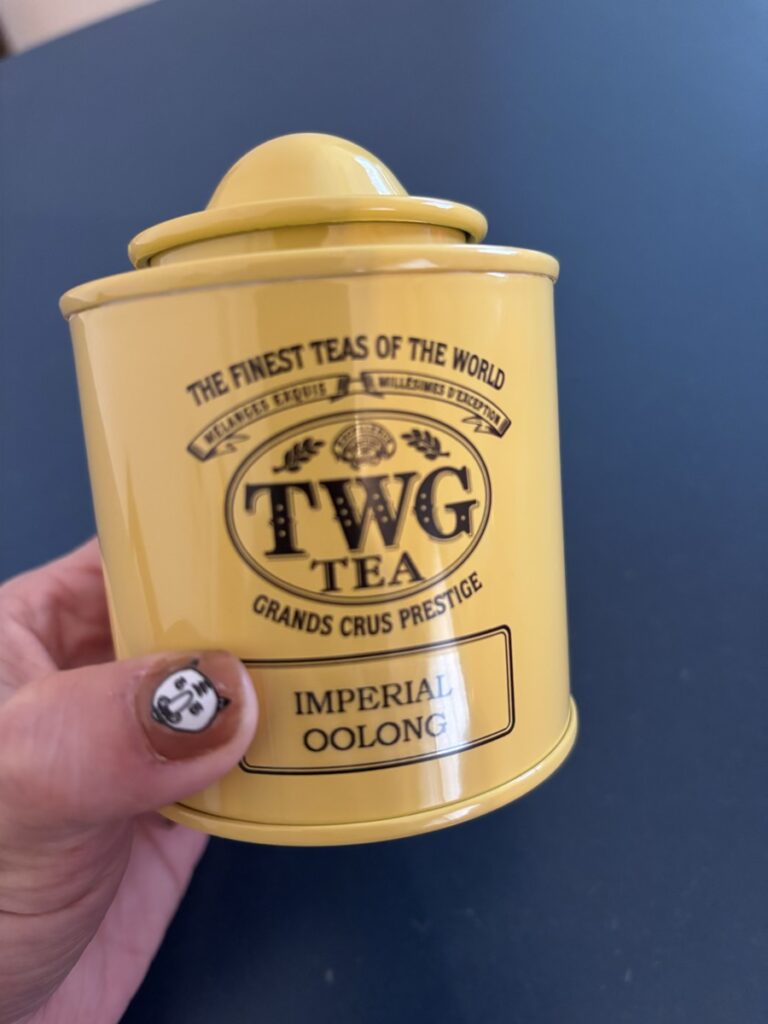 THE FINEST TEAS OF THE WORLD
MÉLANGES EXQUIS MILLÉSIMES D'EXCEPTION
TWG
TEA
GRANDS CRUS PRESTIGE
IMPERIAL
OOLONG